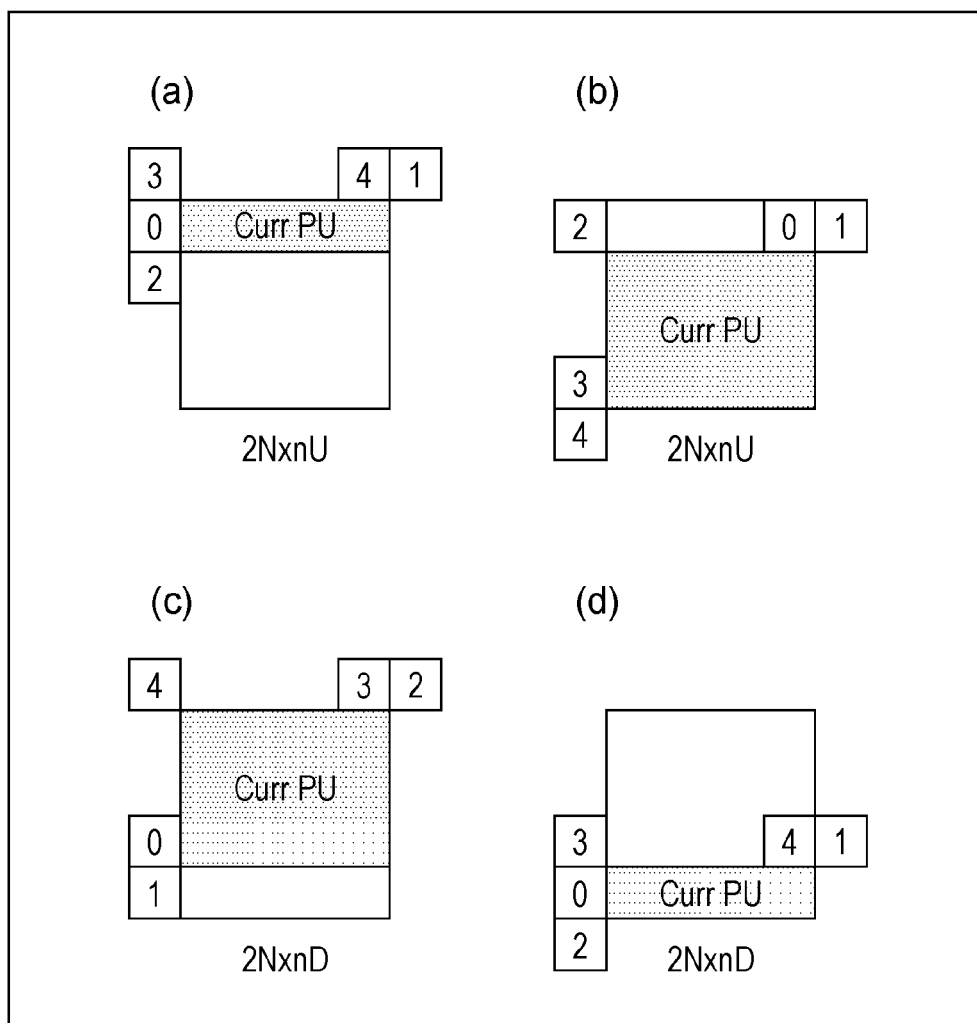 (a) (b)
3 4 1
0 Curr PU 2 0 1
2
Curr PU
3
2NxnU 4 2NxnU
(c) (d)
4 3 2
Curr PU
0 3 4 1
1 0 Curr PU
2NxnD 2 2NxnD